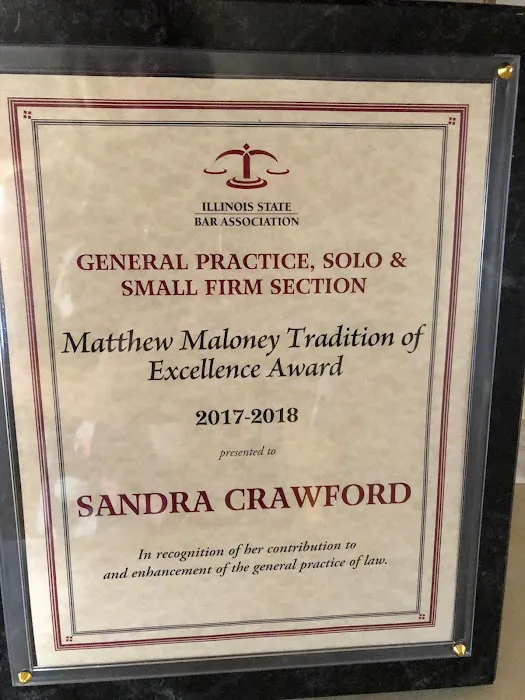 ILLINOIS STATE
BAR ASSOCIATION
GENERAL PRACTICE, SOLO &
SMALL FIRM SECTION
Matthew Maloney Tradition of
Excellence Award
2017-2018
presented to
SANDRA CRAWFORD
In recognition of her contribution to
and enhancement of the general practice of law.